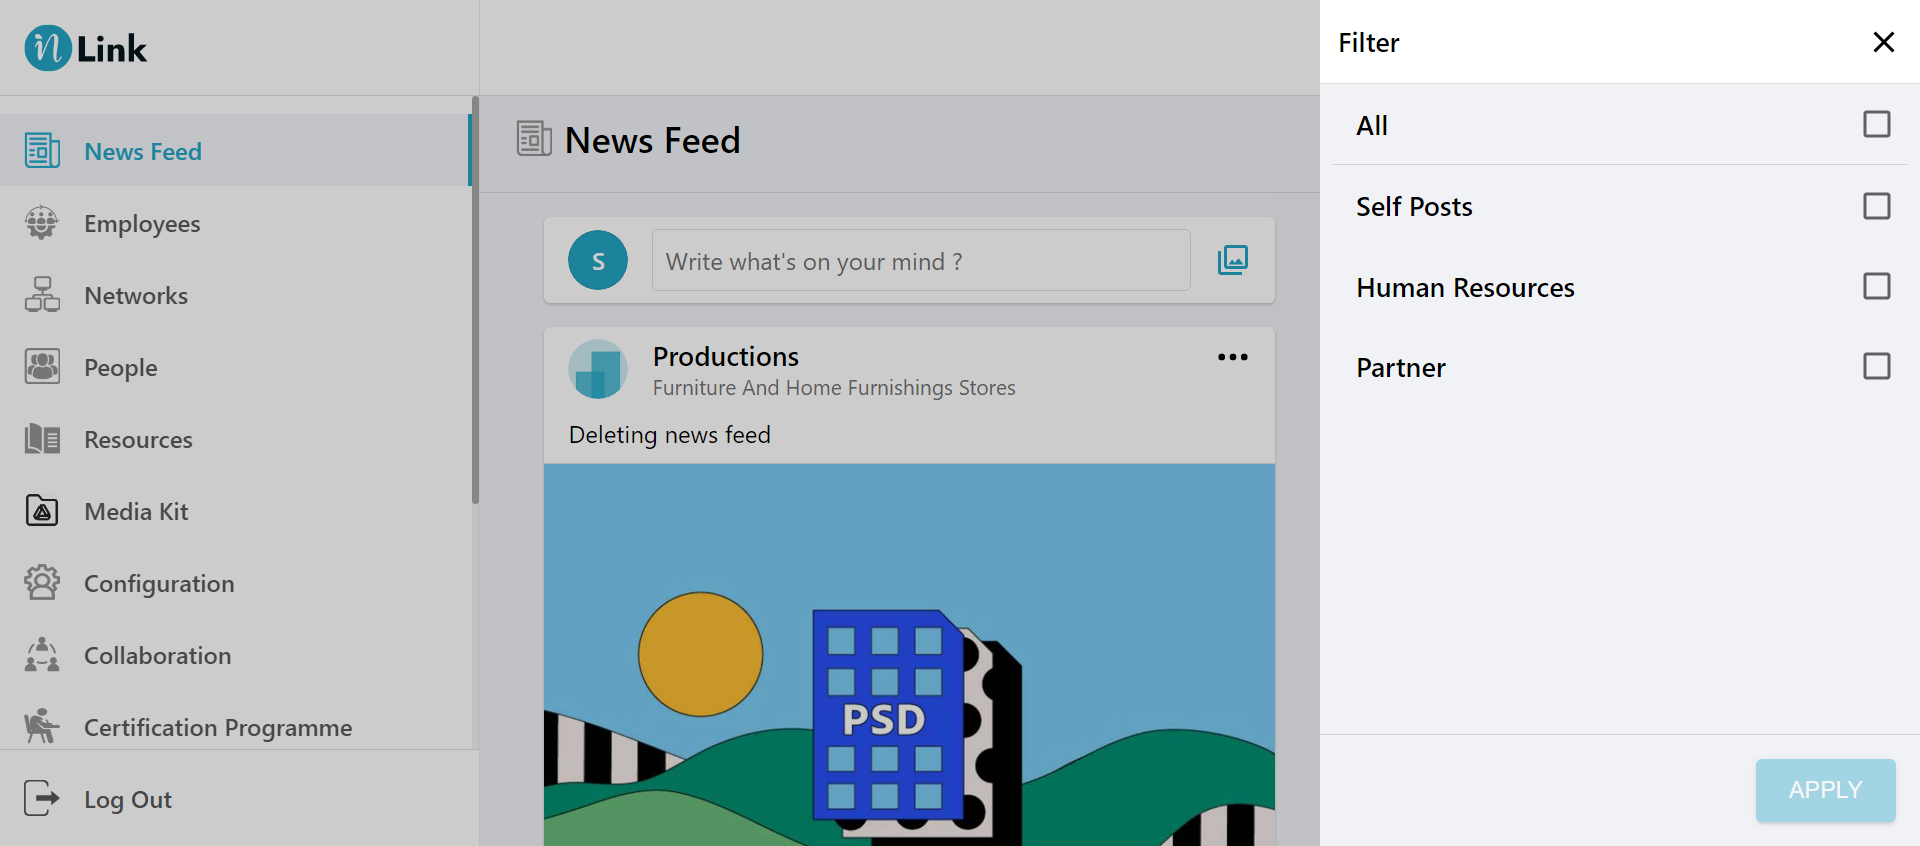 n Link
News Feed
Employees
Networks
People
Resources
Media Kit
Configuration
Collaboration
Certification Programme
Log Out
News Feed
S
Write what's on your mind ?
Productions
Furniture And Home Furnishings Stores
Deleting news feed
PSD
Filter
All
Self Posts
Human Resources
Partner
APPLY